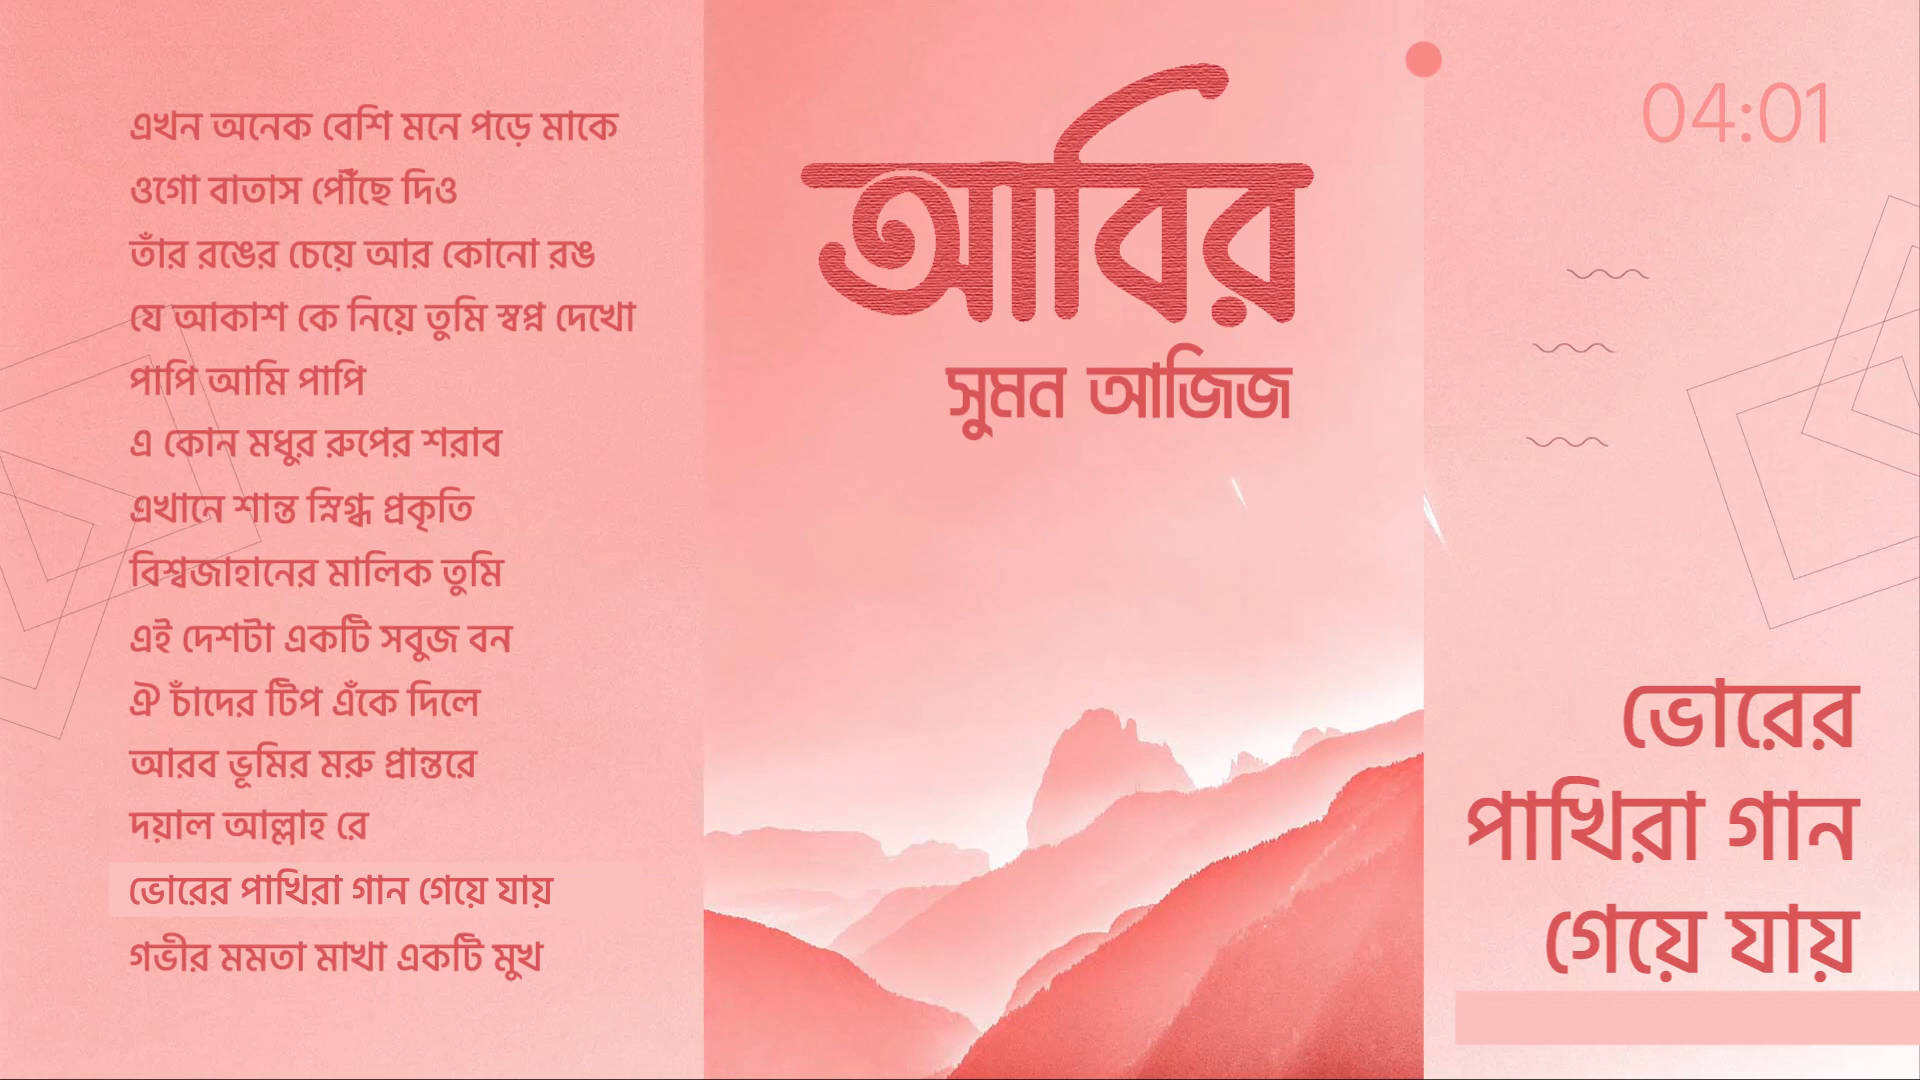 এখন অনেক বেশি মনে পড়ে মাকে
ওগো বাতাস পৌঁছে দিও
তাঁর রঙের চেয়ে আর কোনো রঙ
যে আকাশ কে নিয়ে তুমি স্বপ্ন দেখো
পাপি আমি পাপি
এ কোন মধুর রুপের শরাব
এখানে শান্ত স্নিগ্ধ প্রকৃতি
বিশ্বজাহানের মালিক তুমি
এই দেশটা একটি সবুজ বন
ঐ চাঁদের টিপ এঁকে দিলে
আরব ভূমির মরু প্রান্তরে
দয়াল আল্লাহ রে
ভোরের পাখিরা গান গেয়ে যায়
গভীর মমতা মাখা একটি মুখ
আবির
সুমন আজিজ
04:01
ভোরের
পাখিরা গান
গেয়ে যায়